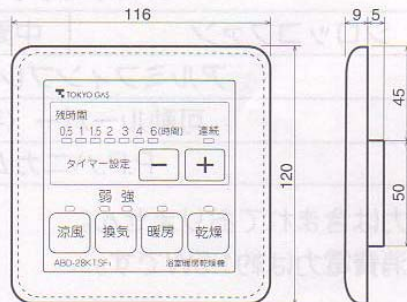 116
9 5
TOKYO GAS
残時間
0.5 1 1.5 2 3 4 6(時間) 連続
タイマー設定 − +
弱 強
涼風 換気 暖房 乾燥
ABD-28KTSF1 浴室暖房乾燥機
120
45
50